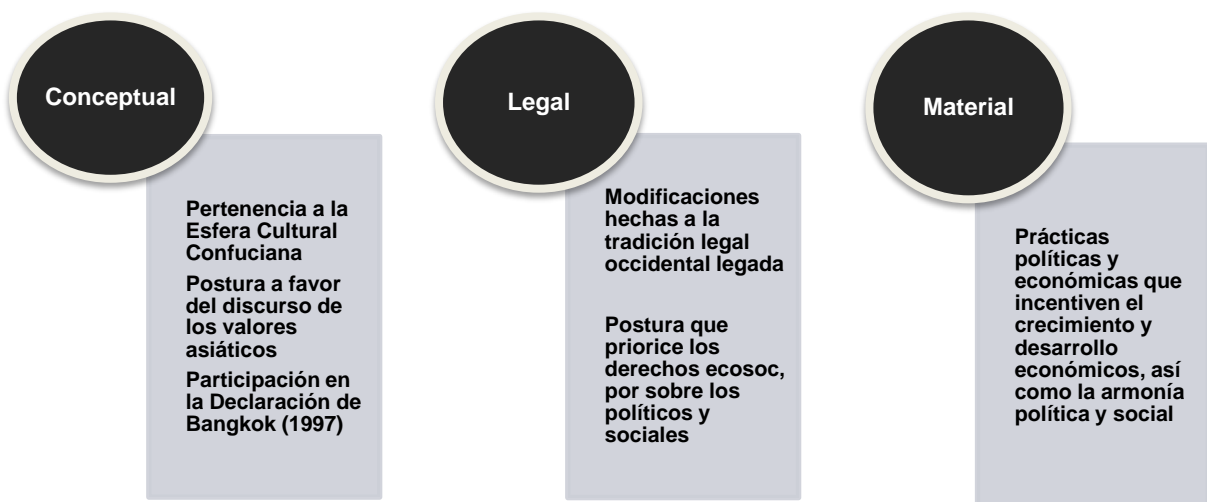 Conceptual
Pertenencia a la
Esfera Cultural
Confuciana
Postura a favor
del discurso de
los valores
asiáticos
Participación en
la Declaración de
Bangkok (1997)
Legal
Modificaciones
hechas a la
tradición legal
occidental legada
Postura que
priorice los
derechos ecosoc,
por sobre los
políticos y
sociales
Material
Prácticas
políticas y
económicas que
incentiven el
crecimiento y
desarrollo
económicos, así
como la armonía
política y social